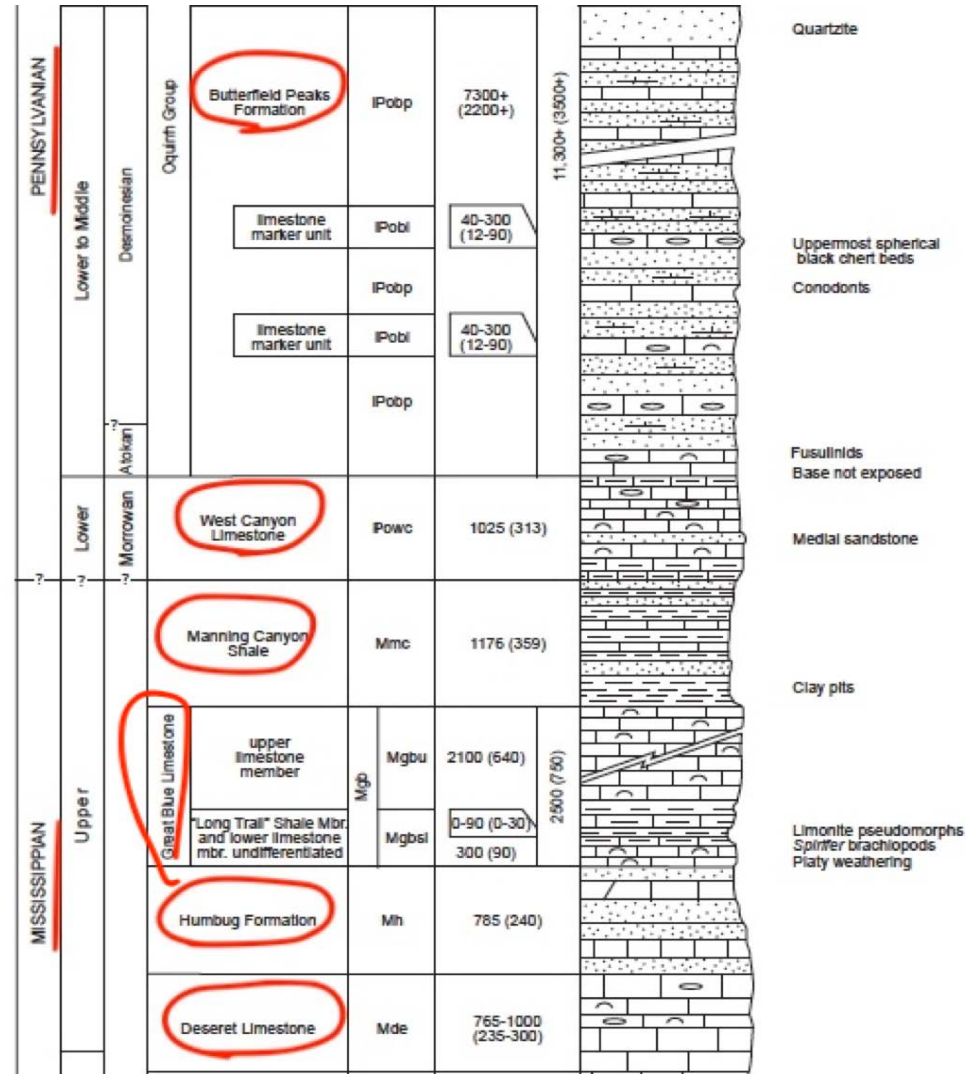 PENNSYLVANIAN
Lower to Middle
Desmoinesian
Oquirrh Group
Butterfield Peaks
Formation
IPobp
7300+
(2200+)
11,300+ (3500+)
Quartzite
limestone
marker unit
IPobl
40-300
(12-90)
Uppermost spherical
black chert beds
IPobp
Conodonts
limestone
marker unit
IPobl
40-300
(12-90)
IPobp
?
Atokan
Fusulinids
Base not exposed
Lower
Morrowan
West Canyon
Limestone
IPowc
1025 (313)
Medial sandstone
? ? ?
MISSISSIPPIAN
Upper
Manning Canyon
Shale
Mmc
1176 (359)
Clay pits
Great Blue Limestone
upper
limestone
member
Mgb
Mgbu
2100 (640)
2500 (750)
"Long Trail" Shale Mbr.
and lower limestone
mbr. undifferentiated
Mgbsl
0-90 (0-30)
300 (90)
Limonite pseudomorphs
Spirifer brachiopods
Platy weathering
Humbug Formation
Mh
785 (240)
Deseret Limestone
Mde
765-1000
(235-300)